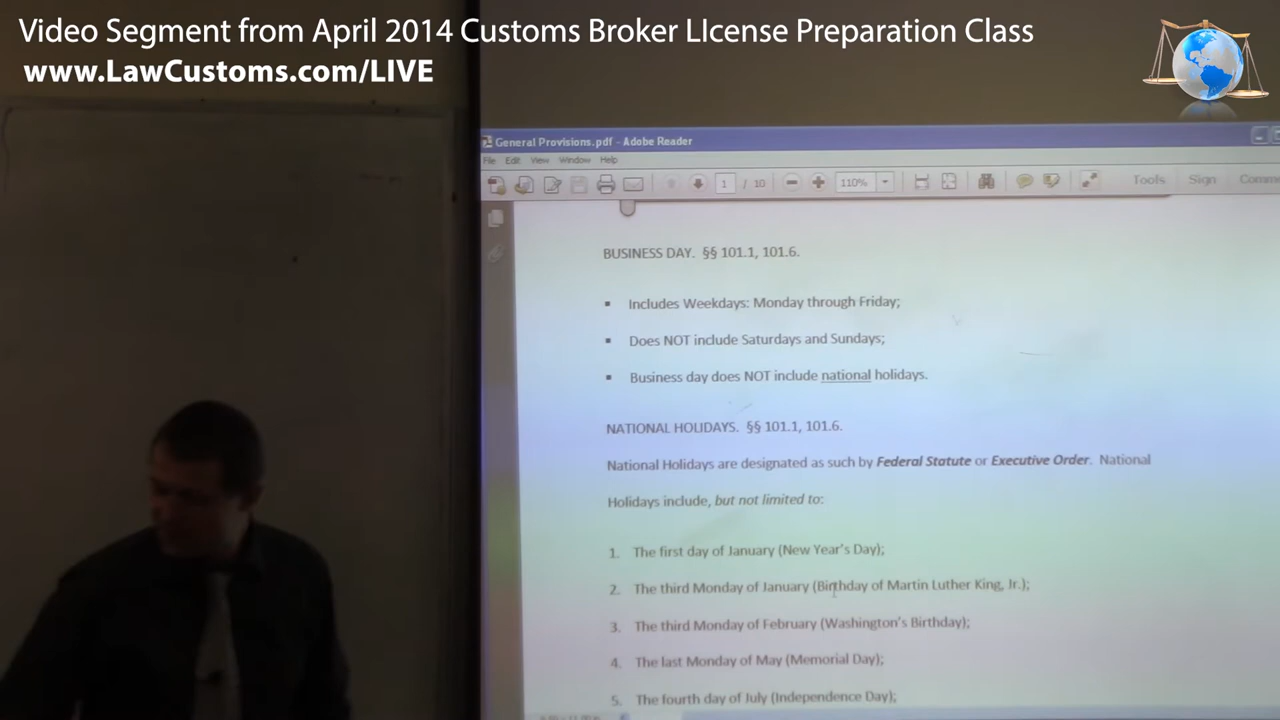 Video Segment from April 2014 Customs Broker LIcense Preparation Class
www.LawCustoms.com/LIVE
General Provisions.pdf - Adobe Reader
File Edit View Window Help
1 / 10 110% Tools Sign Comm
BUSINESS DAY. §§ 101.1, 101.6.
▪ Includes Weekdays: Monday through Friday;
▪ Does NOT include Saturdays and Sundays;
▪ Business day does NOT include national holidays.
NATIONAL HOLIDAYS. §§ 101.1, 101.6.
National Holidays are designated as such by Federal Statute or Executive Order. National
Holidays include, but not limited to:
1. The first day of January (New Year's Day);
2. The third Monday of January (Birthday of Martin Luther King, Jr.);
3. The third Monday of February (Washington's Birthday);
4. The last Monday of May (Memorial Day);
5. The fourth day of July (Independence Day);